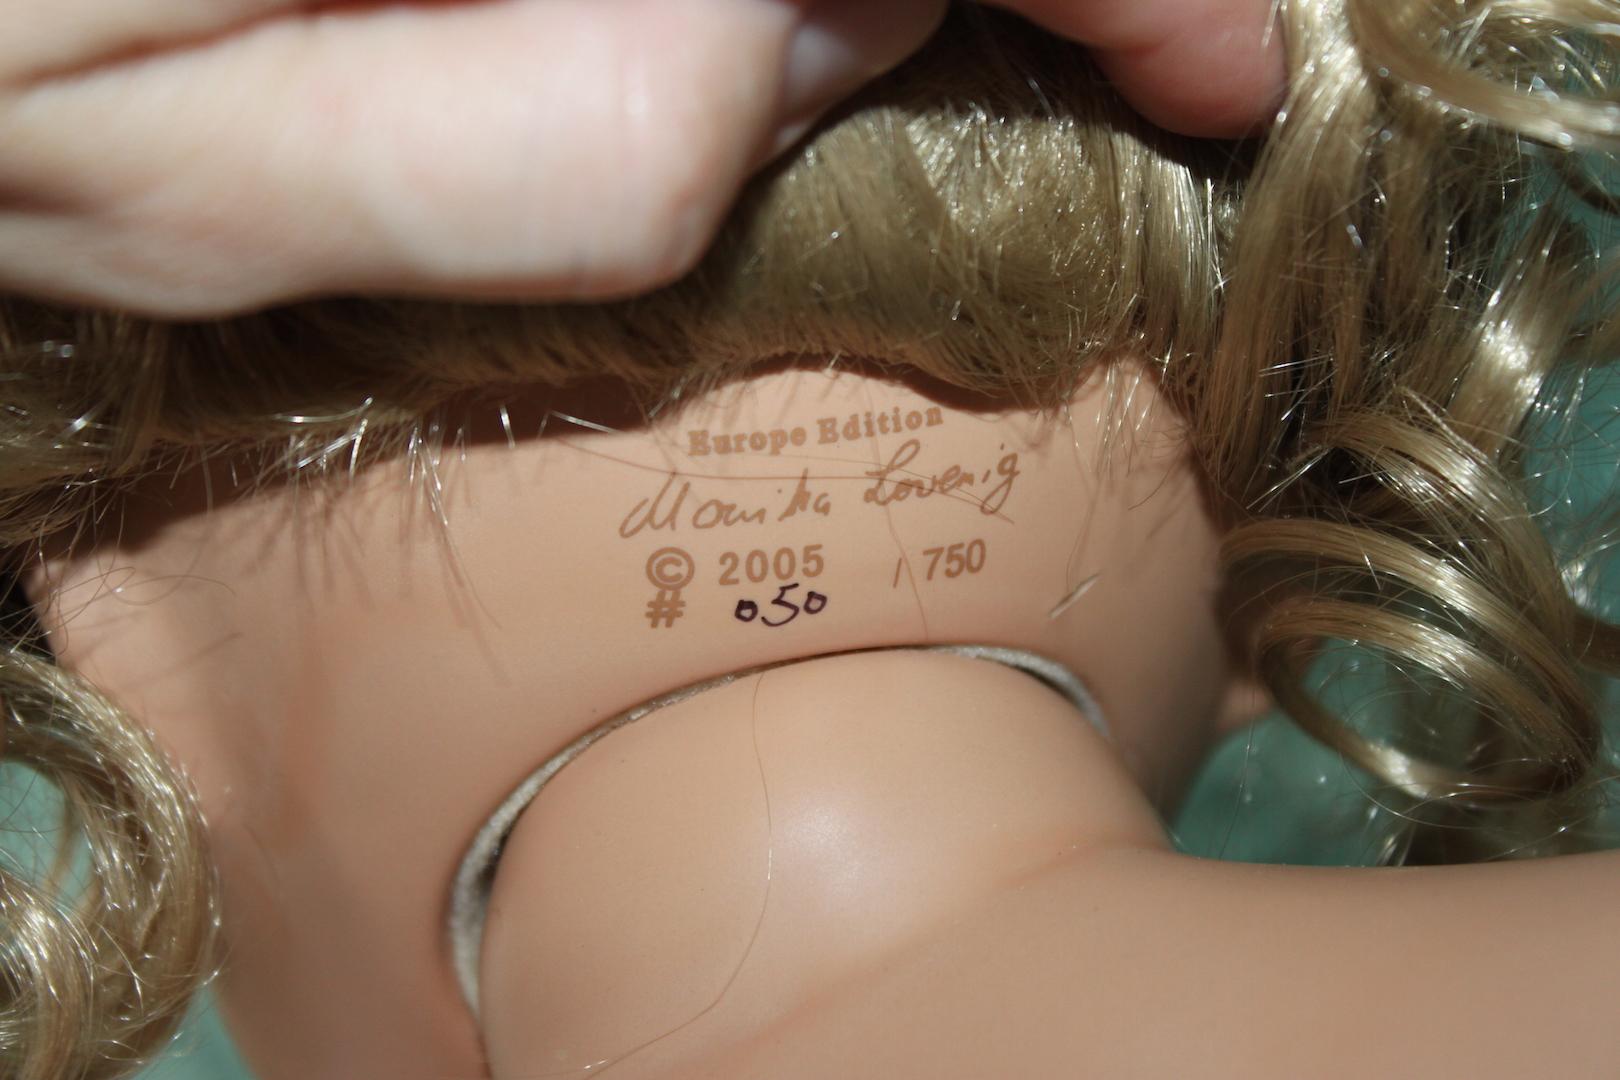 Europe Edition
Monika Levenig
© 2005 / 750
# 050